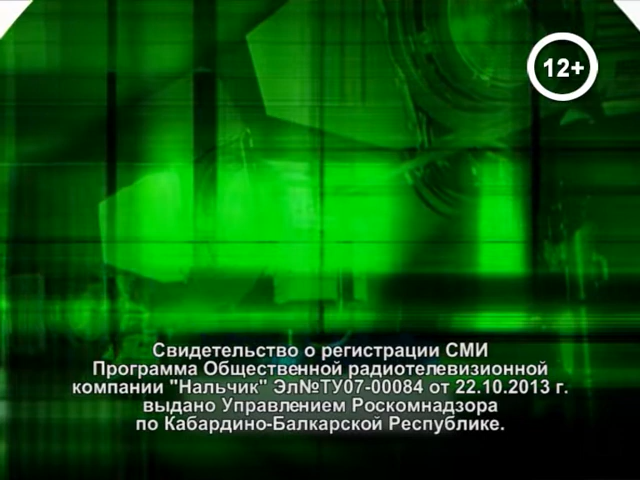 12+
Свидетельство о регистрации СМИ
Программа Общественной радиотелевизионной
компании "Нальчик" Эл№ТУ07-00084 от 22.10.2013 г.
выдано Управлением Роскомнадзора
по Кабардино-Балкарской Республике.